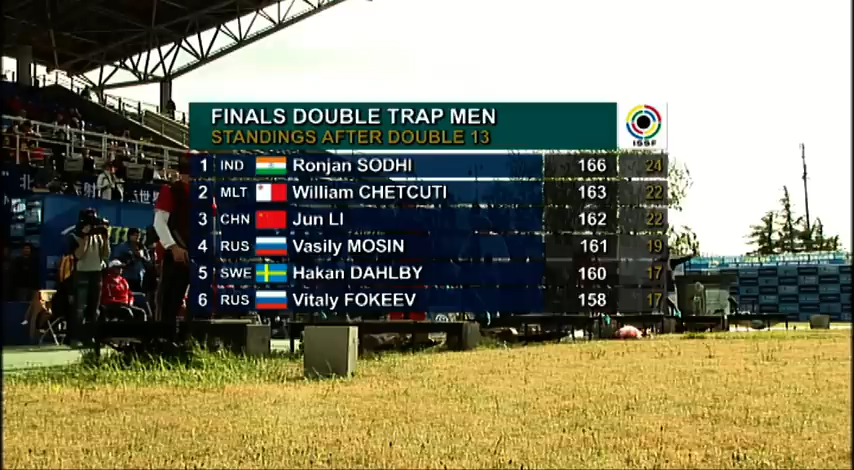 FINALS DOUBLE TRAP MEN
STANDINGS AFTER DOUBLE 13
ISSF
1 IND Ronjan SODHI 166 24
2 MLT William CHETCUTI 163 22
3 CHN Jun LI 162 22
4 RUS Vasily MOSIN 161 19
5 SWE Hakan DAHLBY 160 17
6 RUS Vitaly FOKEEV 158 17